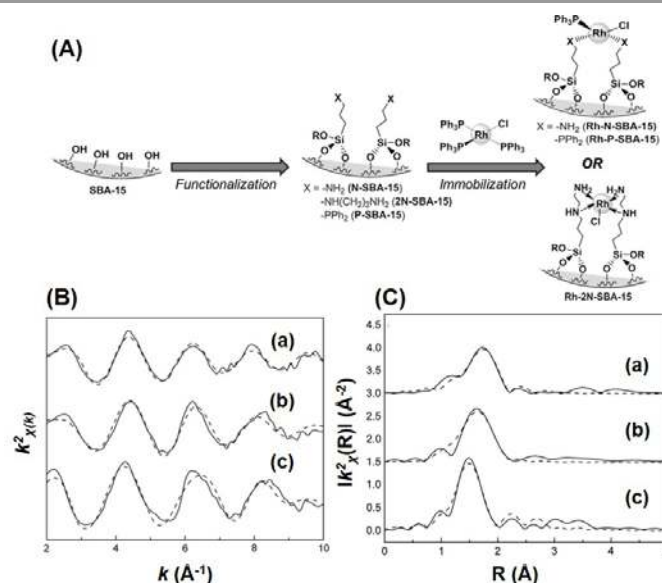 (A)
OH OH OH OH
SBA-15
Functionalization
X X
RO Si Si OR
O O O O
X = -NH₂ (N-SBA-15)
-NH(CH₂)₃NH₂ (2N-SBA-15)
-PPh₂ (P-SBA-15)
Ph₃P Cl
Rh
Ph₃P PPh₃
Immobilization
Ph₃P Rh Cl
X X
RO Si Si OR
O O O O
X = -NH₂ (Rh-N-SBA-15)
-PPh₂ (Rh-P-SBA-15)
OR
NH₂ H₂N
Rh
HN Cl NH
RO Si Si OR
O O O O
Rh-2N-SBA-15
(B)
(a)
(b)
(c)
k²χ(k)
2 4 6 8 10
k (Å⁻¹)
(C)
4.5
4.0
3.5
3.0
2.5
2.0
1.5
1.0
0.5
0.0
(a)
(b)
(c)
|k²χ(R)| (Å⁻²)
0 1 2 3 4
R (Å)